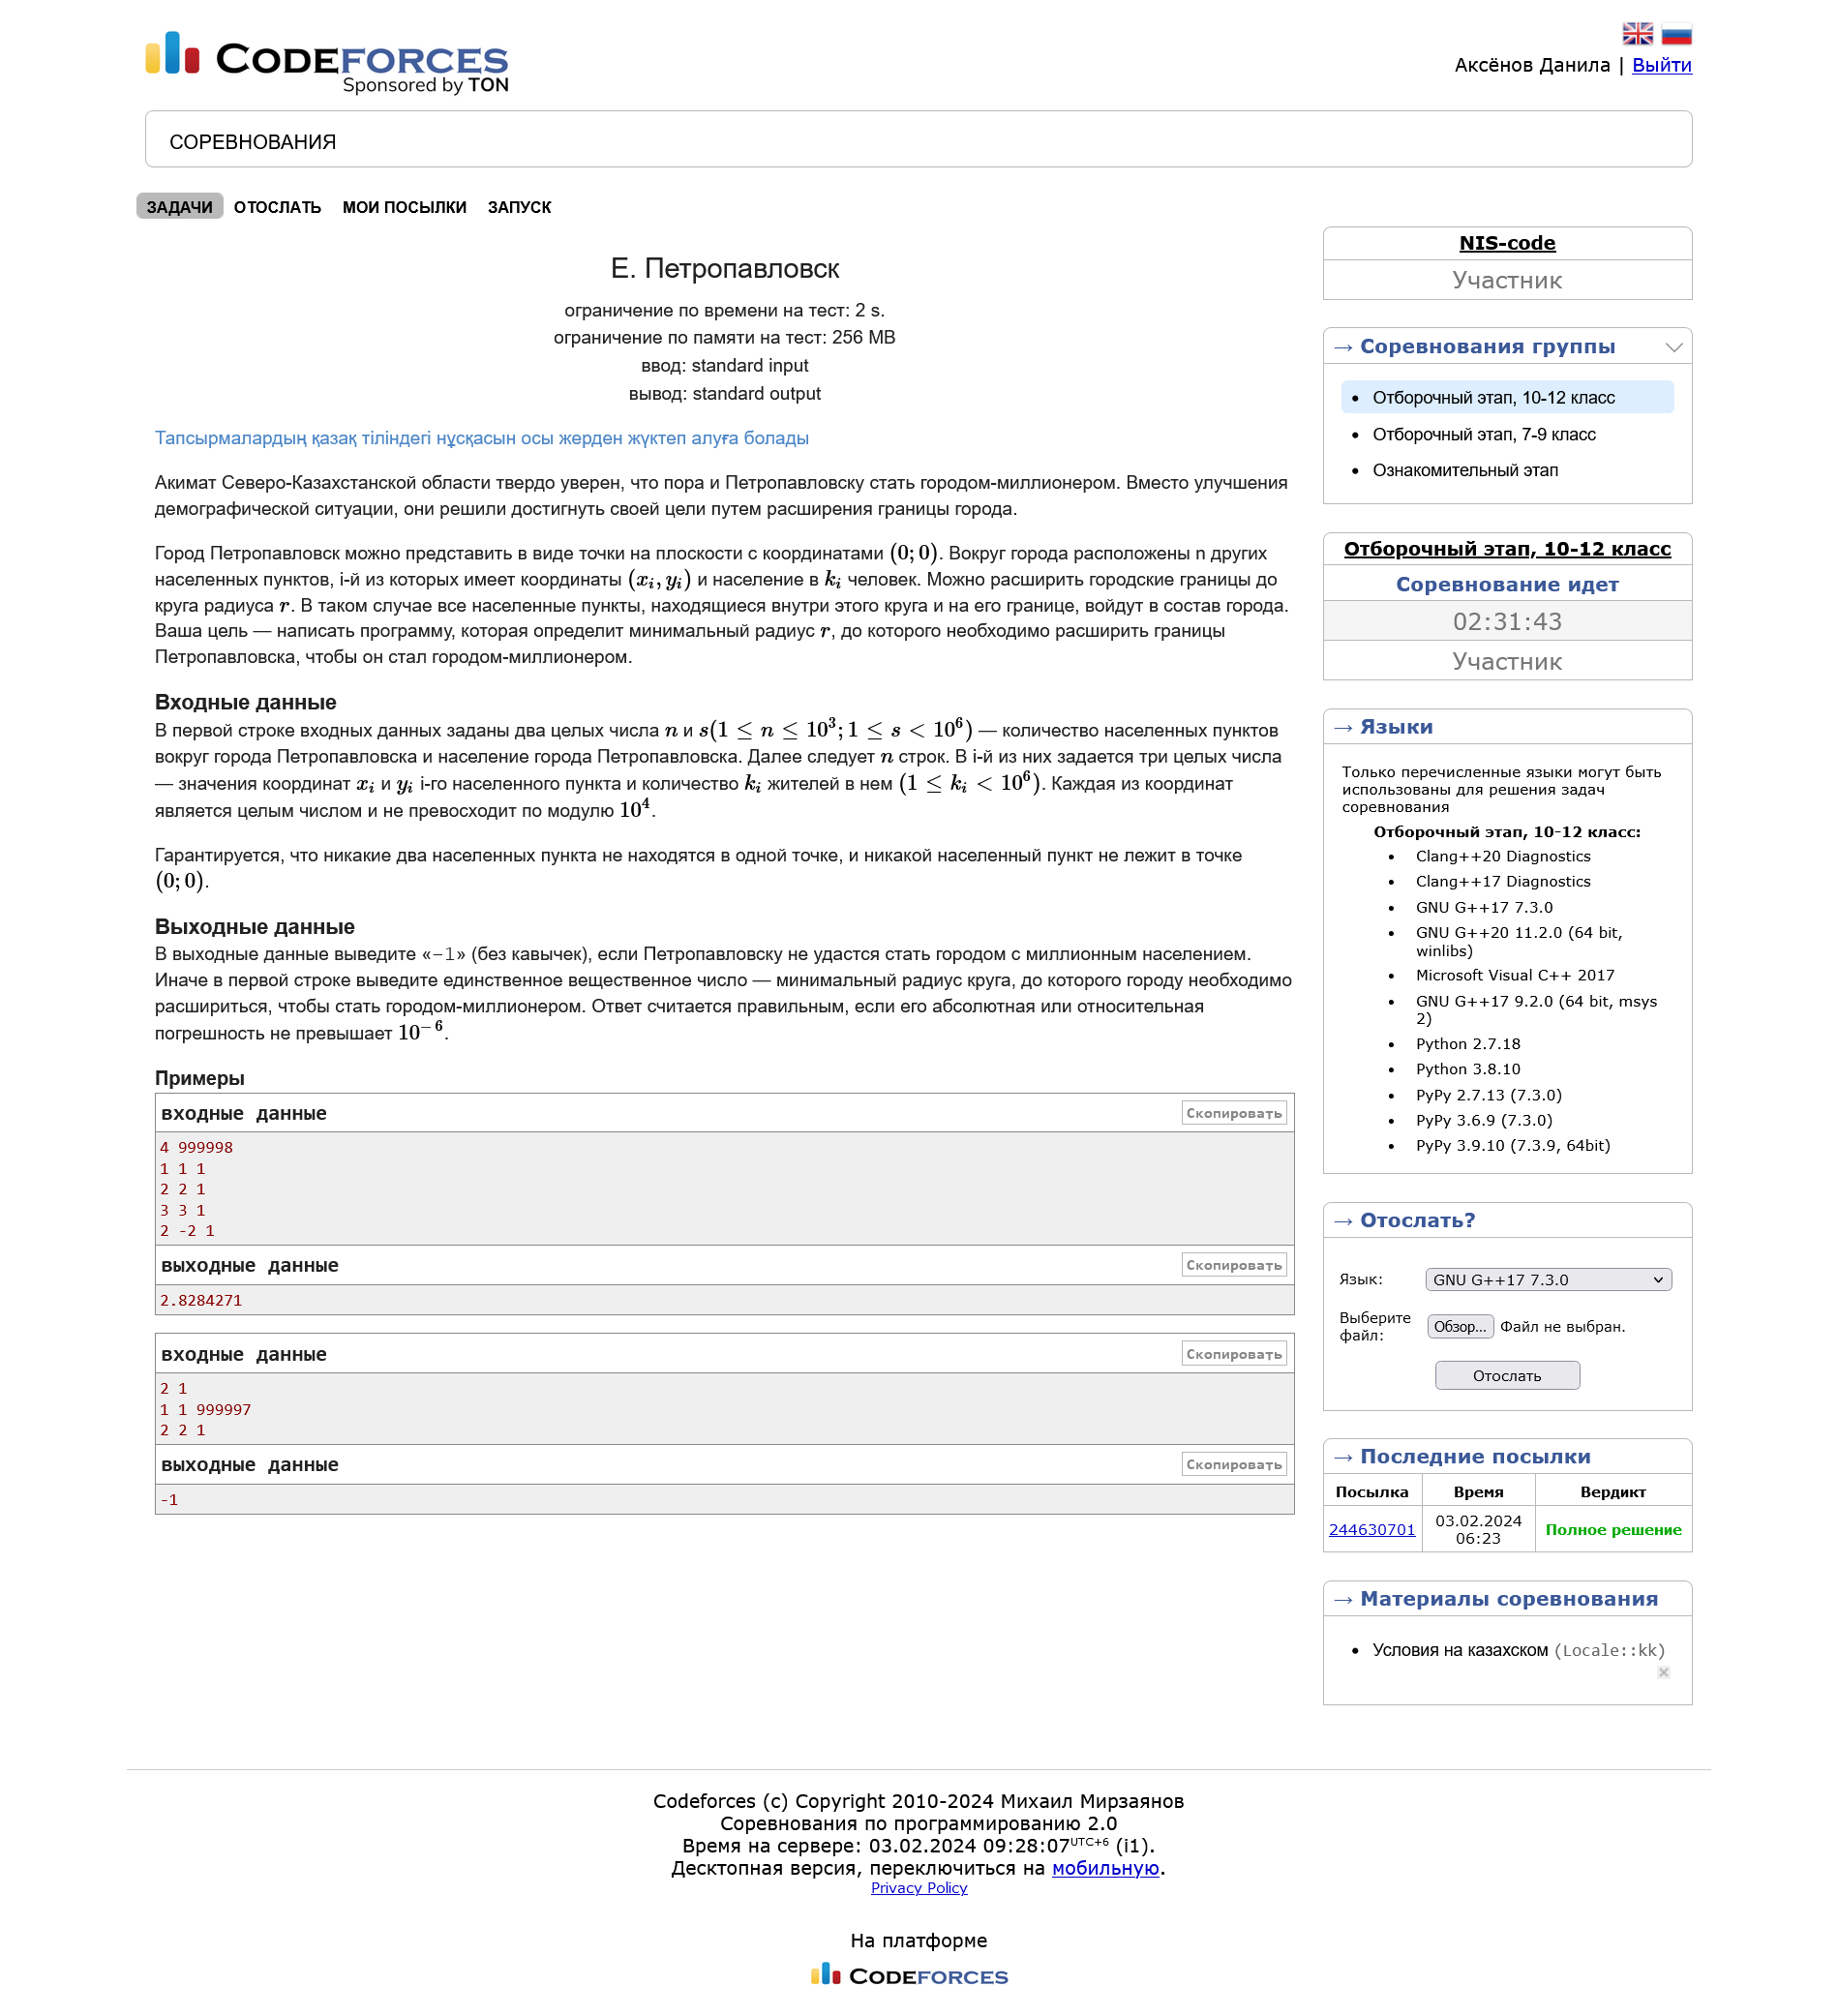 CODEFORCES
Sponsored by TON
Аксёнов Данила | Выйти
СОРЕВНОВАНИЯ
ЗАДАЧИ ОТОСЛАТЬ МОИ ПОСЫЛКИ ЗАПУСК
E. Петропавловск
ограничение по времени на тест: 2 s.
ограничение по памяти на тест: 256 MB
ввод: standard input
вывод: standard output
Тапсырмалардың қазақ тіліндегі нұсқасын осы жерден жүктеп алуға болады
Акимат Северо-Казахстанской области твердо уверен, что пора и Петропавловску стать городом-миллионером. Вместо улучшения
демографической ситуации, они решили достигнуть своей цели путем расширения границы города.
Город Петропавловск можно представить в виде точки на плоскости с координатами (0; 0). Вокруг города расположены n других
населенных пунктов, i-й из которых имеет координаты (xᵢ, yᵢ) и население в kᵢ человек. Можно расширить городские границы до
круга радиуса r. В таком случае все населенные пункты, находящиеся внутри этого круга и на его границе, войдут в состав города.
Ваша цель — написать программу, которая определит минимальный радиус r, до которого необходимо расширить границы
Петропавловска, чтобы он стал городом-миллионером.
Входные данные
В первой строке входных данных заданы два целых числа n и s(1 ≤ n ≤ 10³; 1 ≤ s < 10⁶) — количество населенных пунктов
вокруг города Петропавловска и население города Петропавловска. Далее следует n строк. В i-й из них задается три целых числа
— значения координат xᵢ и yᵢ i-го населенного пункта и количество kᵢ жителей в нем (1 ≤ kᵢ < 10⁶). Каждая из координат
является целым числом и не превосходит по модулю 10⁴.
Гарантируется, что никакие два населенных пункта не находятся в одной точке, и никакой населенный пункт не лежит в точке
(0; 0).
Выходные данные
В выходные данные выведите «-1» (без кавычек), если Петропавловску не удастся стать городом с миллионным населением.
Иначе в первой строке выведите единственное вещественное число — минимальный радиус круга, до которого городу необходимо
расшириться, чтобы стать городом-миллионером. Ответ считается правильным, если его абсолютная или относительная
погрешность не превышает 10⁻⁶.
Примеры
входные данные Скопировать
4 999998
1 1 1
2 2 1
3 3 1
2 -2 1
выходные данные Скопировать
2.8284271
входные данные Скопировать
2 1
1 1 999997
2 2 1
выходные данные Скопировать
-1
NIS-code
Участник
→ Соревнования группы
• Отборочный этап, 10-12 класс
• Отборочный этап, 7-9 класс
• Ознакомительный этап
Отборочный этап, 10-12 класс
Соревнование идет
02:31:43
Участник
→ Языки
Только перечисленные языки могут быть
использованы для решения задач
соревнования
Отборочный этап, 10-12 класс:
• Clang++20 Diagnostics
• Clang++17 Diagnostics
• GNU G++17 7.3.0
• GNU G++20 11.2.0 (64 bit,
winlibs)
• Microsoft Visual C++ 2017
• GNU G++17 9.2.0 (64 bit, msys
2)
• Python 2.7.18
• Python 3.8.10
• PyPy 2.7.13 (7.3.0)
• PyPy 3.6.9 (7.3.0)
• PyPy 3.9.10 (7.3.9, 64bit)
→ Отослать?
Язык: GNU G++17 7.3.0
Выберите
файл: Обзор... Файл не выбран.
Отослать
→ Последние посылки
Посылка Время Вердикт
244630701 03.02.2024
06:23 Полное решение
→ Материалы соревнования
• Условия на казахском (Locale::kk)
Codeforces (c) Copyright 2010-2024 Михаил Мирзаянов
Соревнования по программированию 2.0
Время на сервере: 03.02.2024 09:28:07 UTC+6 (i1).
Десктопная версия, переключиться на мобильную.
Privacy Policy
На платформе
CODEFORCES